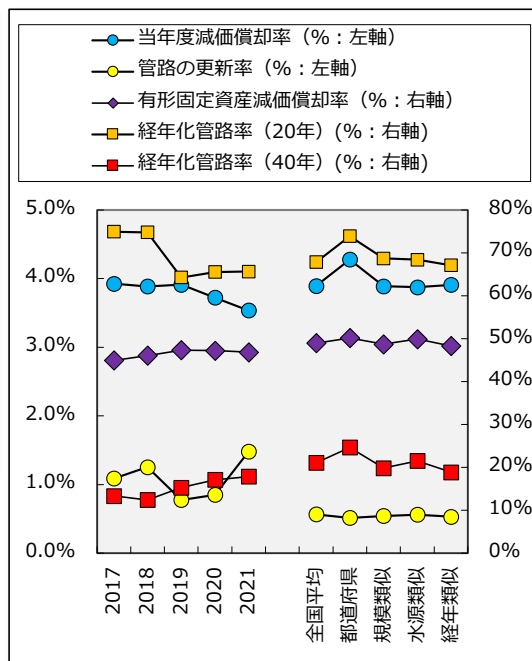 当年度減価償却率（%：左軸）
管路の更新率（%：左軸）
有形固定資産減価償却率（%：右軸）
経年化管路率（20年）(%：右軸)
経年化管路率（40年）(%：右軸)
5.0%
4.0%
3.0%
2.0%
1.0%
0.0%
80%
70%
60%
50%
40%
30%
20%
10%
0%
2017
2018
2019
2020
2021
全国平均
都道府県
規模類似
水源類似
経年類似